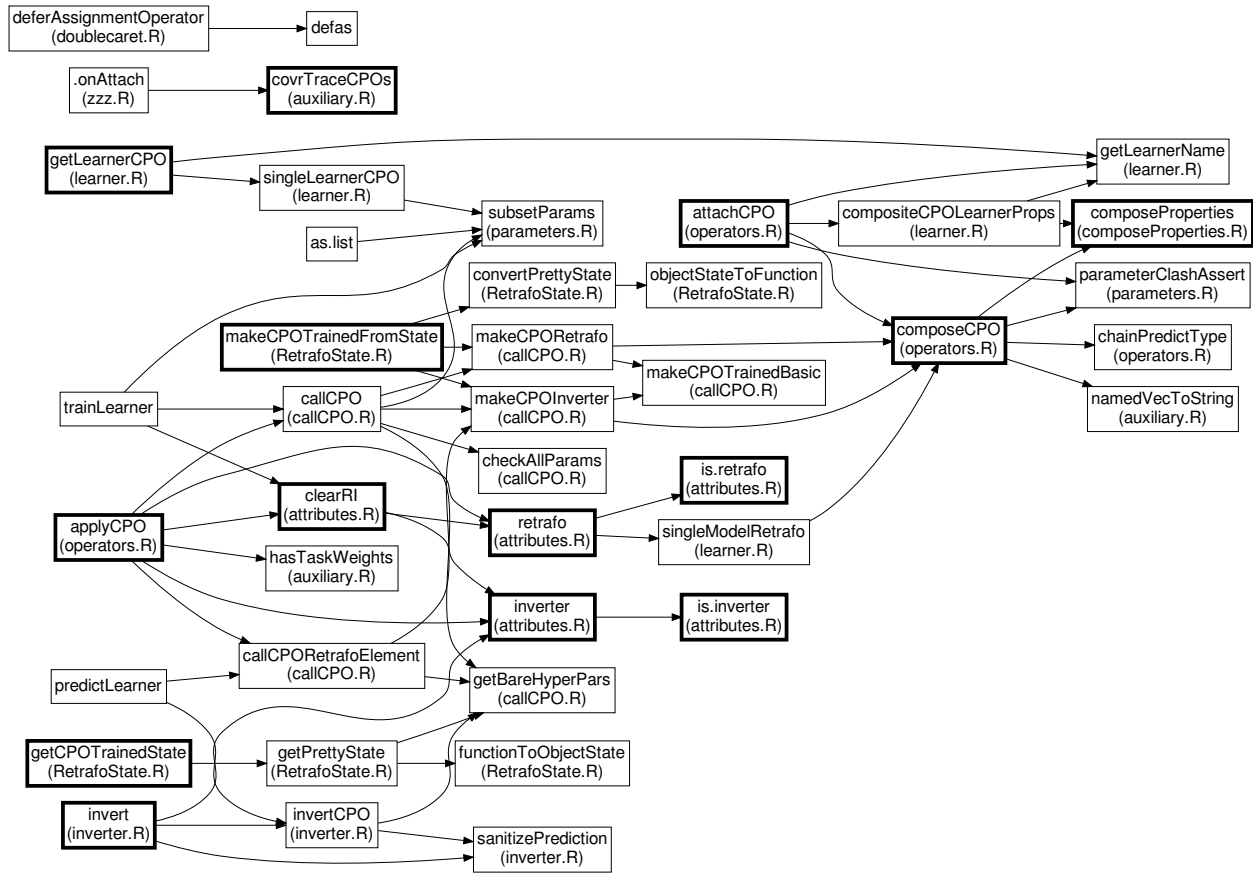 deferAssignmentOperator
(doublecaret.R)
defas
.onAttach
(zzz.R)
covrTraceCPOs
(auxiliary.R)
getLearnerCPO
(learner.R)
singleLearnerCPO
(learner.R)
as.list
subsetParams
(parameters.R)
attachCPO
(operators.R)
compositeCPOLearnerProps
(learner.R)
getLearnerName
(learner.R)
composeProperties
(composeProperties.R)
convertPrettyState
(RetrafoState.R)
objectStateToFunction
(RetrafoState.R)
parameterClashAssert
(parameters.R)
makeCPOTrainedFromState
(RetrafoState.R)
makeCPORetrafo
(callCPO.R)
composeCPO
(operators.R)
chainPredictType
(operators.R)
makeCPOTrainedBasic
(callCPO.R)
trainLearner
callCPO
(callCPO.R)
makeCPOInverter
(callCPO.R)
namedVecToString
(auxiliary.R)
checkAllParams
(callCPO.R)
is.retrafo
(attributes.R)
clearRI
(attributes.R)
applyCPO
(operators.R)
retrafo
(attributes.R)
singleModelRetrafo
(learner.R)
hasTaskWeights
(auxiliary.R)
inverter
(attributes.R)
is.inverter
(attributes.R)
callCPORetrafoElement
(callCPO.R)
predictLearner
getBareHyperPars
(callCPO.R)
getCPOTrainedState
(RetrafoState.R)
getPrettyState
(RetrafoState.R)
functionToObjectState
(RetrafoState.R)
invert
(inverter.R)
invertCPO
(inverter.R)
sanitizePrediction
(inverter.R)